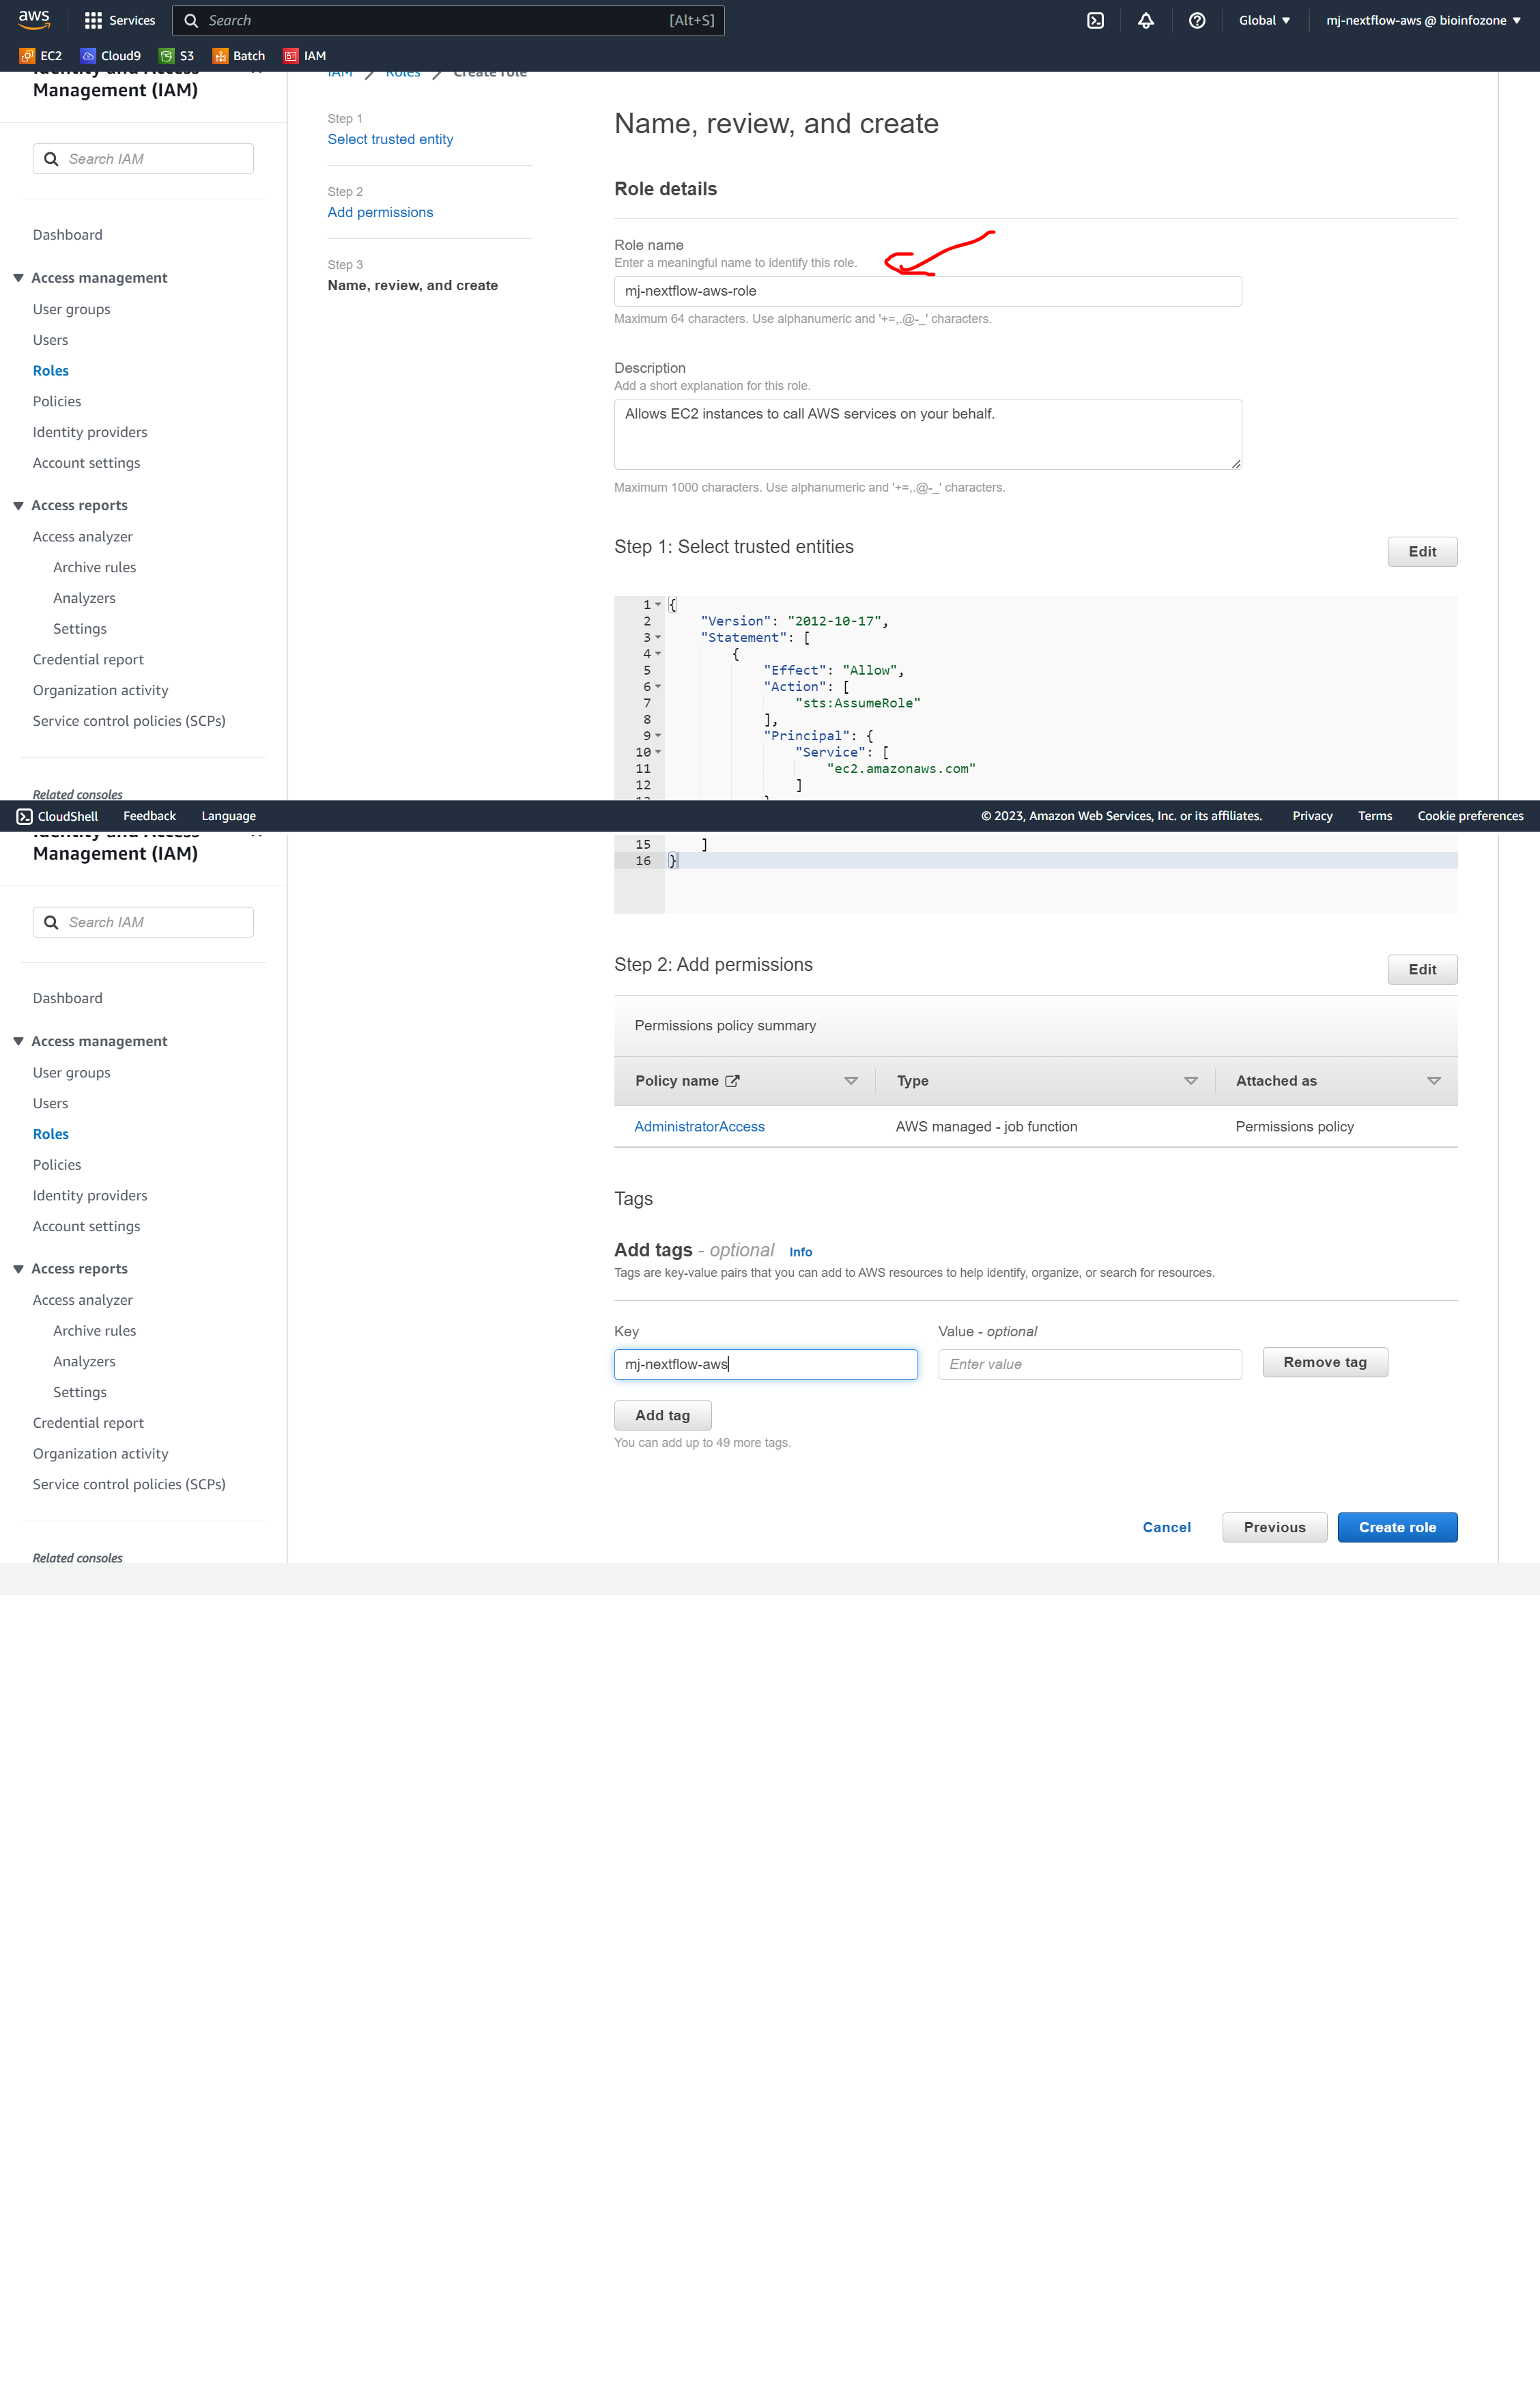 aws
Services
Search
[Alt+S]
Global
mj-nextflow-aws @ bioinfozone
EC2
Cloud9
S3
Batch
IAM
Identity and Access
Management (IAM)
Search IAM
Dashboard
Access management
User groups
Users
Roles
Policies
Identity providers
Account settings
Access reports
Access analyzer
Archive rules
Analyzers
Settings
Credential report
Organization activity
Service control policies (SCPs)
Related consoles
IAM
Roles
Create role
Step 1
Select trusted entity
Step 2
Add permissions
Step 3
Name, review, and create
Name, review, and create
Role details
Role name
Enter a meaningful name to identify this role.
mj-nextflow-aws-role
Maximum 64 characters. Use alphanumeric and '+=,.@-_' characters.
Description
Add a short explanation for this role.
Allows EC2 instances to call AWS services on your behalf.
Maximum 1000 characters. Use alphanumeric and '+=,.@-_' characters.
Step 1: Select trusted entities
Edit
1 {
2 "Version": "2012-10-17",
3 "Statement": [
4 {
5 "Effect": "Allow",
6 "Action": [
7 "sts:AssumeRole"
8 ],
9 "Principal": {
10 "Service": [
11 "ec2.amazonaws.com"
12 ]
13 }
CloudShell
Feedback
Language
© 2023, Amazon Web Services, Inc. or its affiliates.
Privacy
Terms
Cookie preferences
Identity and Access
Management (IAM)
Search IAM
Dashboard
Access management
User groups
Users
Roles
Policies
Identity providers
Account settings
Access reports
Access analyzer
Archive rules
Analyzers
Settings
Credential report
Organization activity
Service control policies (SCPs)
Related consoles
15 ]
16 }
Step 2: Add permissions
Edit
Permissions policy summary
Policy name
Type
Attached as
AdministratorAccess
AWS managed - job function
Permissions policy
Tags
Add tags - optional
Info
Tags are key-value pairs that you can add to AWS resources to help identify, organize, or search for resources.
Key
Value - optional
mj-nextflow-aws
Enter value
Remove tag
Add tag
You can add up to 49 more tags.
Cancel
Previous
Create role